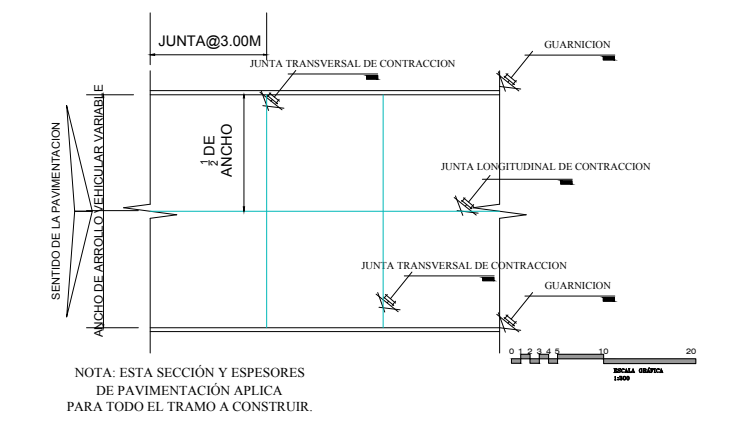 JUNTA@3.00M
GUARNICION
JUNTA TRANSVERSAL DE CONTRACCION
1/2 DE
ANCHO
SENTIDO DE LA PAVIMENTACION
ANCHO DE ARROLLO VEHICULAR VARIABLE
JUNTA LONGITUDINAL DE CONTRACCION
JUNTA TRANSVERSAL DE CONTRACCION
GUARNICION
0 1 2 3 4 5 10 20
ESCALA GRÁFICA
1:500
NOTA: ESTA SECCIÓN Y ESPESORES
DE PAVIMENTACIÓN APLICA
PARA TODO EL TRAMO A CONSTRUIR.